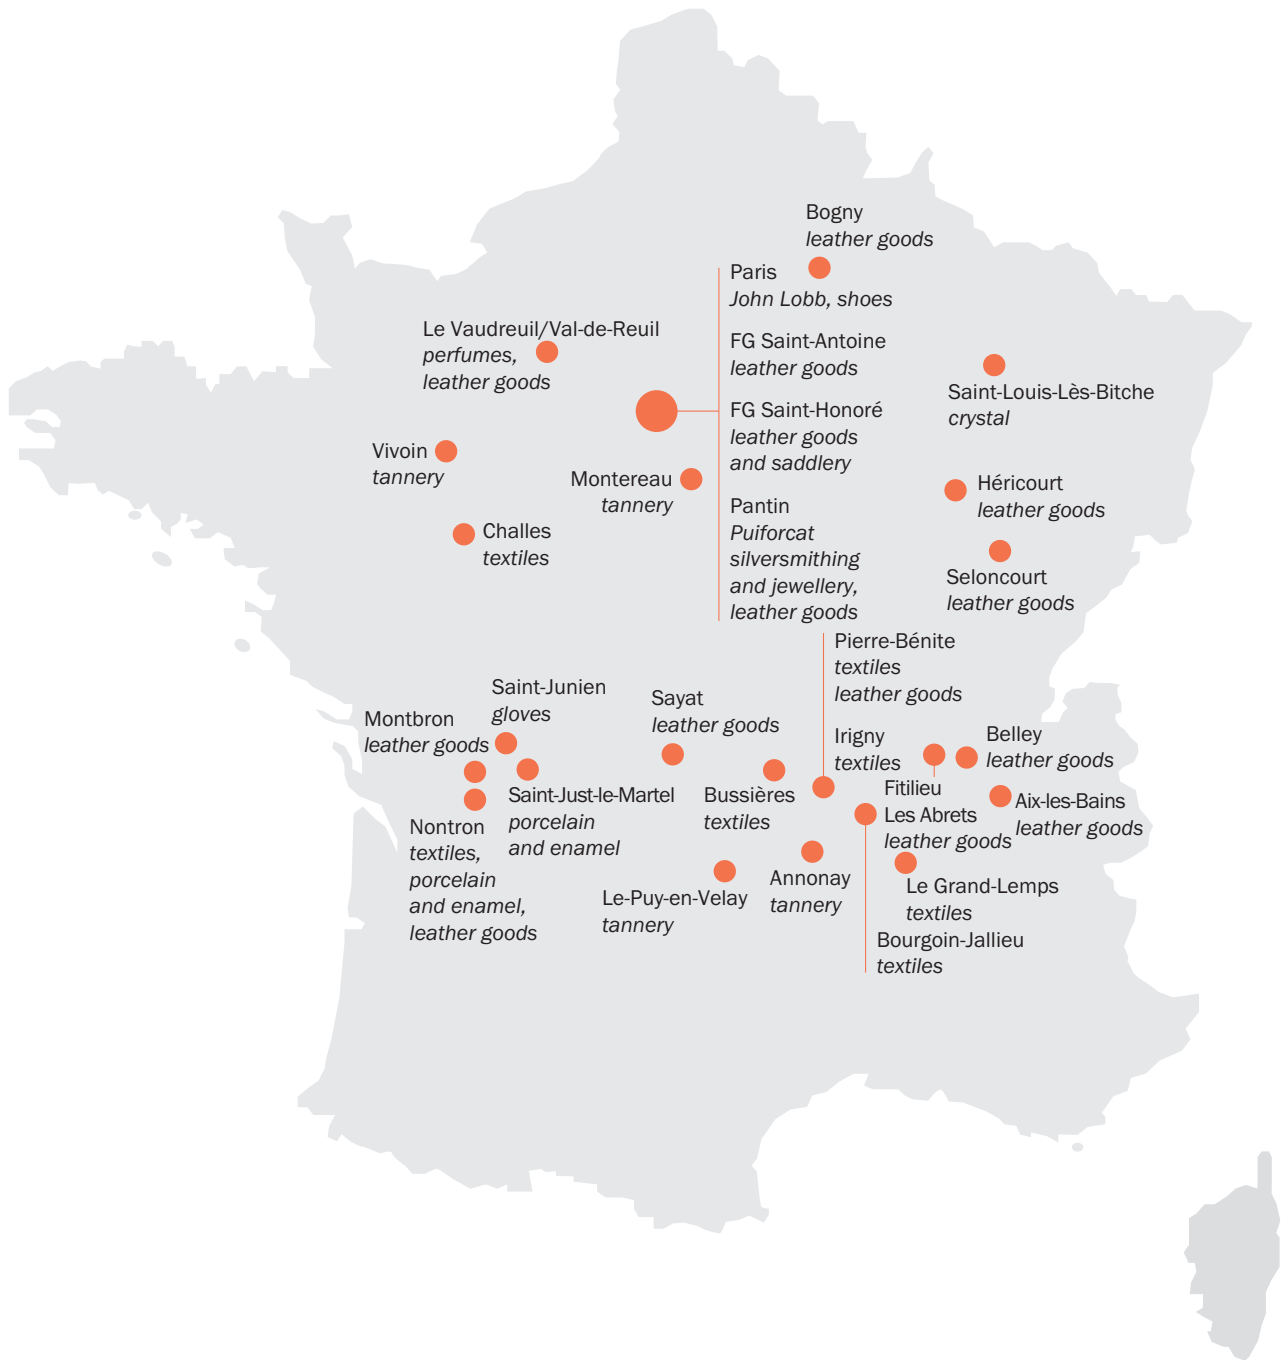 Bogny
leather goods
Paris
John Lobb, shoes
FG Saint-Antoine
leather goods
FG Saint-Honoré
leather goods
and saddlery
Pantin
Puiforcat
silversmithing
and jewellery,
leather goods
Le Vaudreuil/Val-de-Reuil
perfumes,
leather goods
Saint-Louis-Lès-Bitche
crystal
Vivoin
tannery
Montereau
tannery
Héricourt
leather goods
Challes
textiles
Seloncourt
leather goods
Pierre-Bénite
textiles
leather goods
Irigny
textiles
Saint-Junien
gloves
Sayat
leather goods
Montbron
leather goods
Belley
leather goods
Fitilieu
Les Abrets
leather goods
Aix-les-Bains
leather goods
Saint-Just-le-Martel
porcelain
and enamel
Bussières
textiles
Nontron
textiles,
porcelain
and enamel,
leather goods
Le-Puy-en-Velay
tannery
Annonay
tannery
Le Grand-Lemps
textiles
Bourgoin-Jallieu
textiles